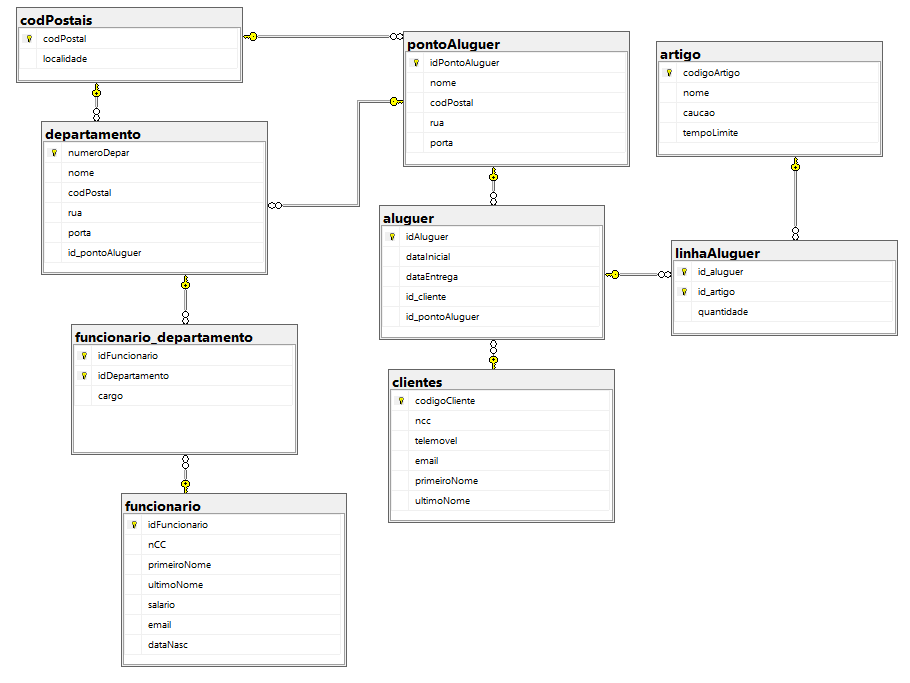 codPostais
codPostal
localidade
pontoAluguer
idPontoAluguer
nome
codPostal
rua
porta
artigo
codigoArtigo
nome
caucao
tempoLimite
departamento
numeroDepar
nome
codPostal
rua
porta
id_pontoAluguer
aluguer
idAluguer
dataInicial
dataEntrega
id_cliente
id_pontoAluguer
linhaAluguer
id_aluguer
id_artigo
quantidade
funcionario_departamento
idFuncionario
idDepartamento
cargo
clientes
codigoCliente
ncc
telemovel
email
primeiroNome
ultimoNome
funcionario
idFuncionario
nCC
primeiroNome
ultimoNome
salario
email
dataNasc